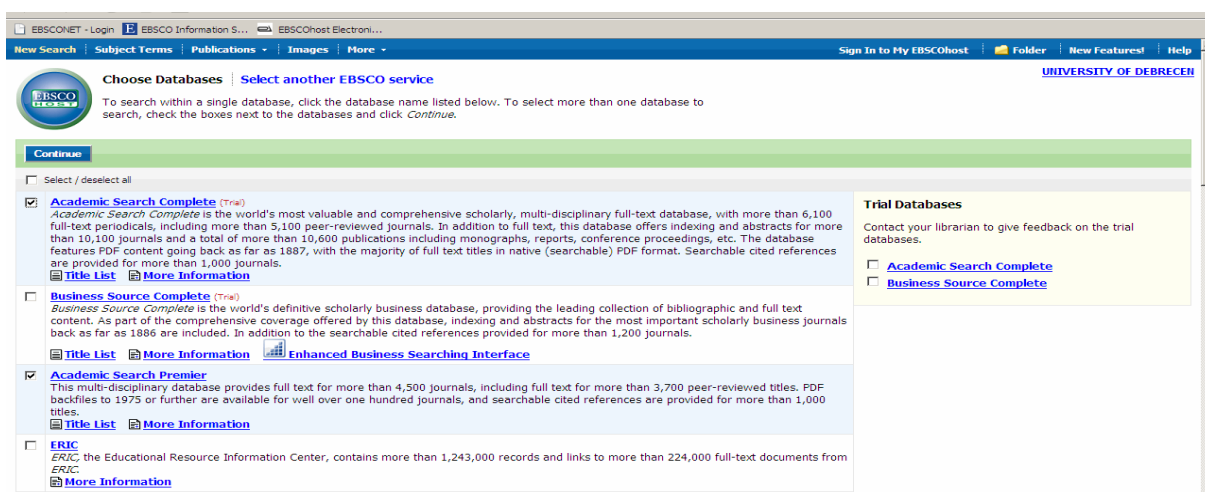 EBSCONET - Login EBSCO Information S... EBSCOhost Electroni...
New Search Subject Terms Publications Images More Sign In to My EBSCOhost Folder New Features! Help
UNIVERSITY OF DEBRECEN
EBSCO
HOST
Choose Databases Select another EBSCO service
To search within a single database, click the database name listed below. To select more than one database to
search, check the boxes next to the databases and click Continue.
Continue
Select / deselect all
Academic Search Complete (Trial)
Academic Search Complete is the world's most valuable and comprehensive scholarly, multi-disciplinary full-text database, with more than 6,100
full-text periodicals, including more than 5,100 peer-reviewed journals. In addition to full text, this database offers indexing and abstracts for more
than 10,100 journals and a total of more than 10,600 publications including monographs, reports, conference proceedings, etc. The database
features PDF content going back as far as 1887, with the majority of full text titles in native (searchable) PDF format. Searchable cited references
are provided for more than 1,000 journals.
Title List More Information
Business Source Complete (Trial)
Business Source Complete is the world's definitive scholarly business database, providing the leading collection of bibliographic and full text
content. As part of the comprehensive coverage offered by this database, indexing and abstracts for the most important scholarly business journals
back as far as 1886 are included. In addition to the searchable cited references provided for more than 1,200 journals.
Title List More Information Enhanced Business Searching Interface
Academic Search Premier
This multi-disciplinary database provides full text for more than 4,500 journals, including full text for more than 3,700 peer-reviewed titles. PDF
backfiles to 1975 or further are available for well over one hundred journals, and searchable cited references are provided for more than 1,000
titles.
Title List More Information
ERIC
ERIC, the Educational Resource Information Center, contains more than 1,243,000 records and links to more than 224,000 full-text documents from
ERIC.
More Information
Trial Databases
Contact your librarian to give feedback on the trial
databases.
Academic Search Complete
Business Source Complete